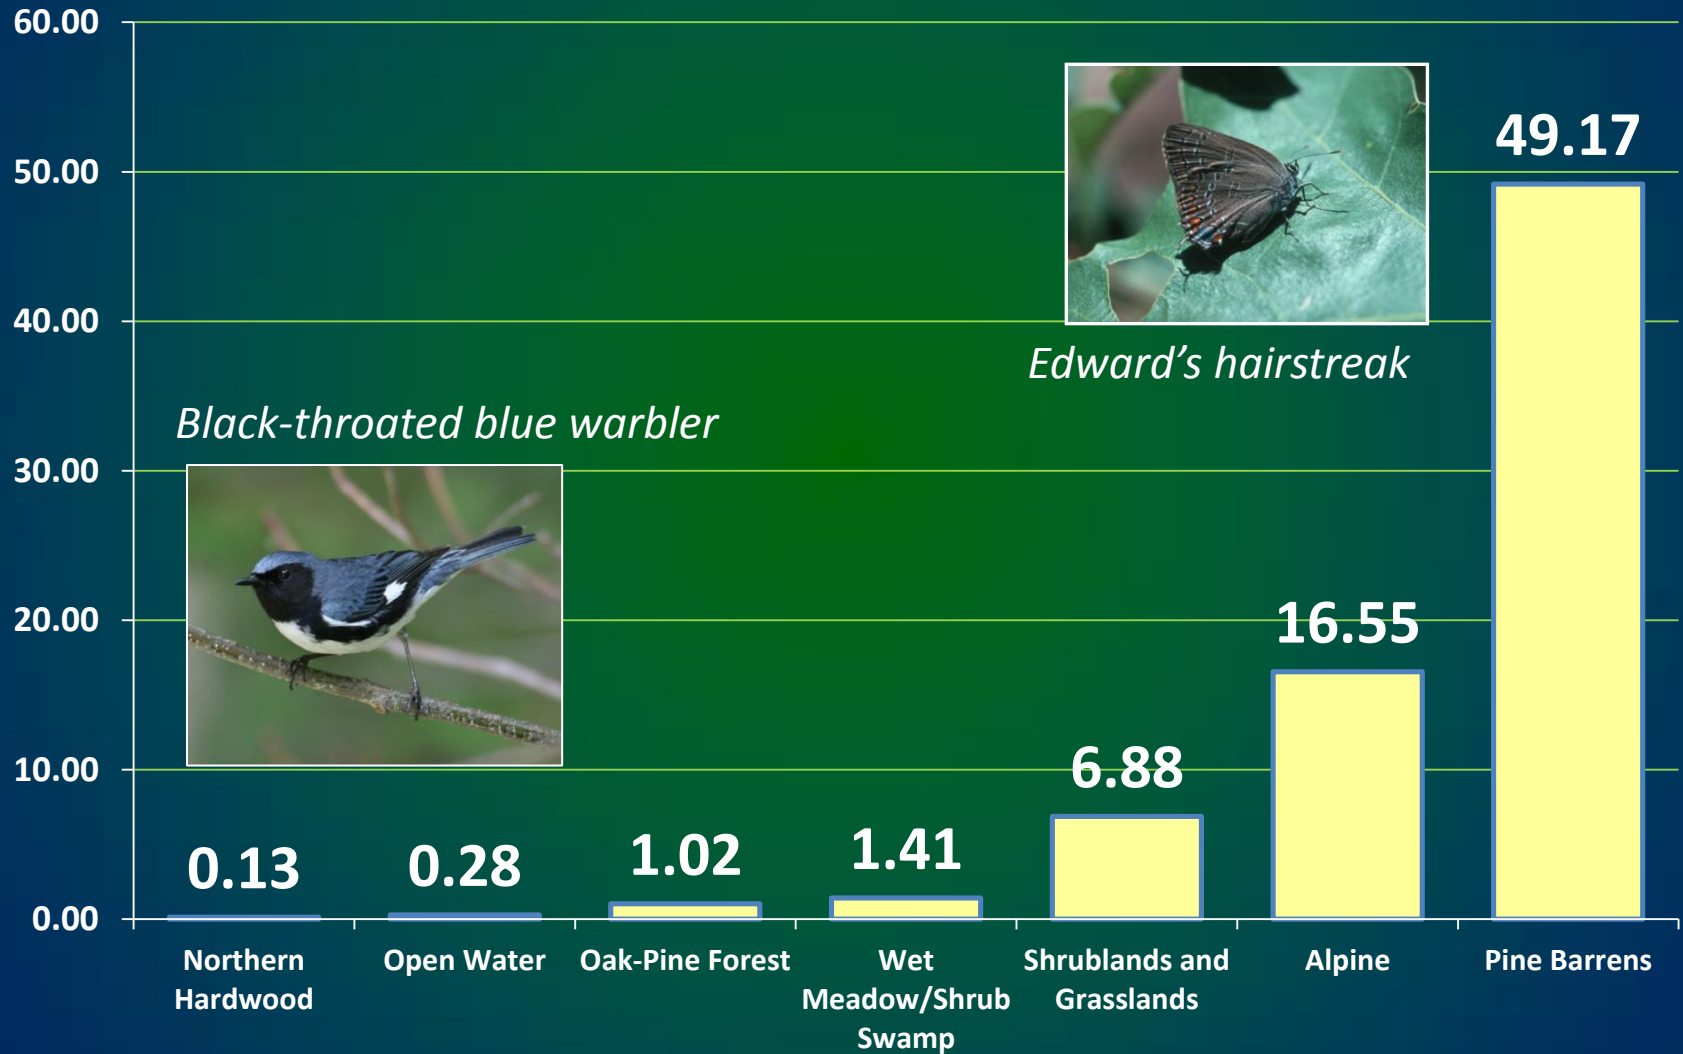 60.00
50.00
40.00
30.00
20.00
10.00
0.00
Black-throated blue warbler
Edward’s hairstreak
0.13
0.28
1.02
1.41
6.88
16.55
49.17
Northern
Hardwood
Open Water
Oak-Pine Forest
Wet
Meadow/Shrub
Swamp
Shrublands and
Grasslands
Alpine
Pine Barrens